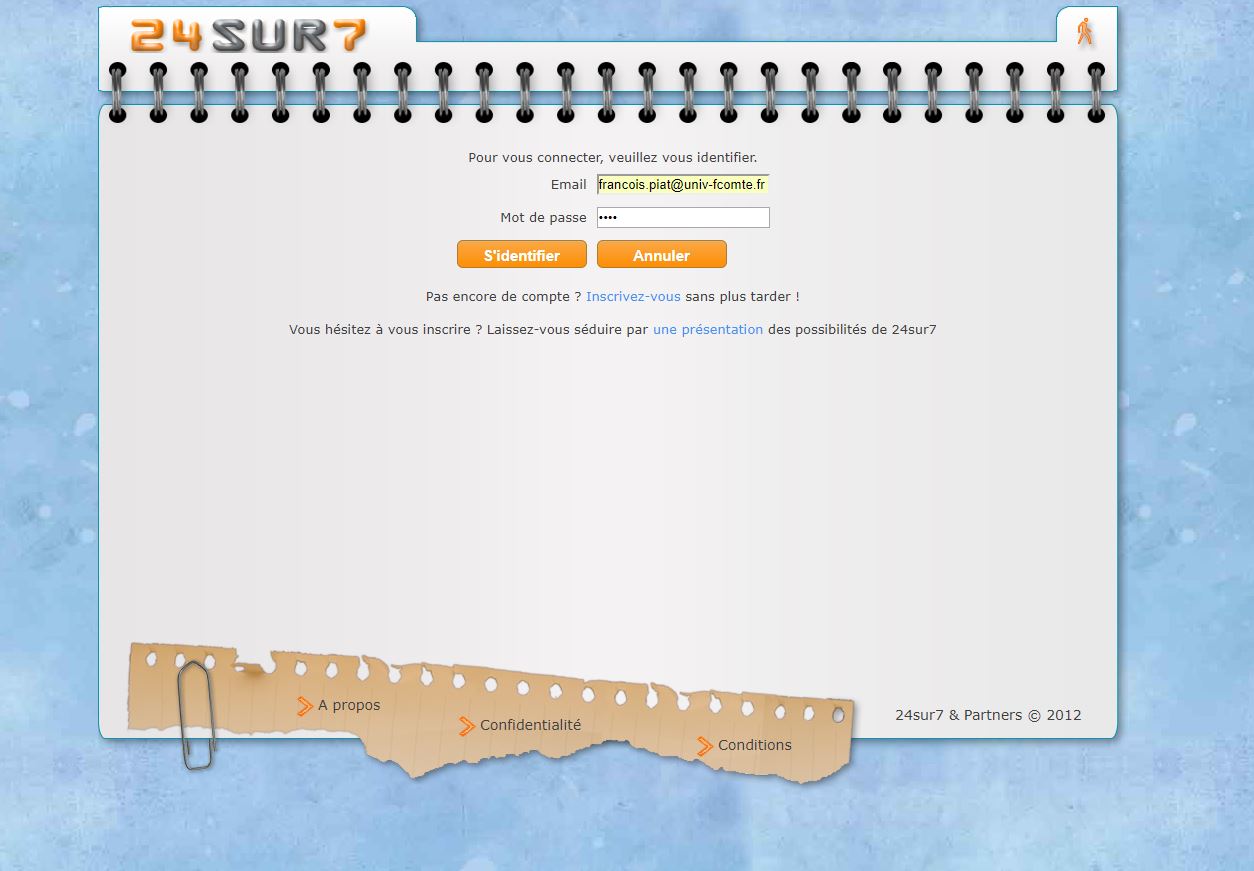 24SUR7
Pour vous connecter, veuillez vous identifier.
Email francois.piat@univ-fcomte.fr
Mot de passe ••••
S'identifier Annuler
Pas encore de compte ? Inscrivez-vous sans plus tarder !
Vous hésitez à vous inscrire ? Laissez-vous séduire par une présentation des possibilités de 24sur7
A propos
Confidentialité
Conditions
24sur7 & Partners © 2012